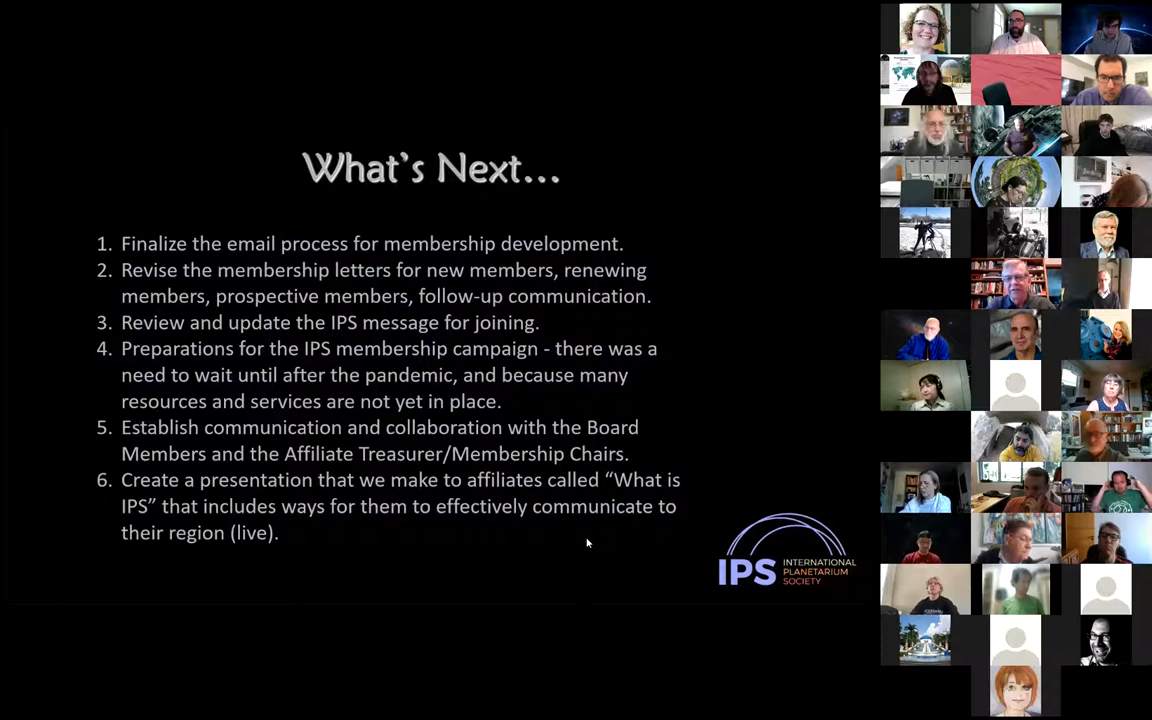 What's Next...
1. Finalize the email process for membership development.
2. Revise the membership letters for new members, renewing
members, prospective members, follow-up communication.
3. Review and update the IPS message for joining.
4. Preparations for the IPS membership campaign - there was a
need to wait until after the pandemic, and because many
resources and services are not yet in place.
5. Establish communication and collaboration with the Board
Members and the Affiliate Treasurer/Membership Chairs.
6. Create a presentation that we make to affiliates called “What is
IPS” that includes ways for them to effectively communicate to
their region (live).
IPS INTERNATIONAL
PLANETARIUM
SOCIETY